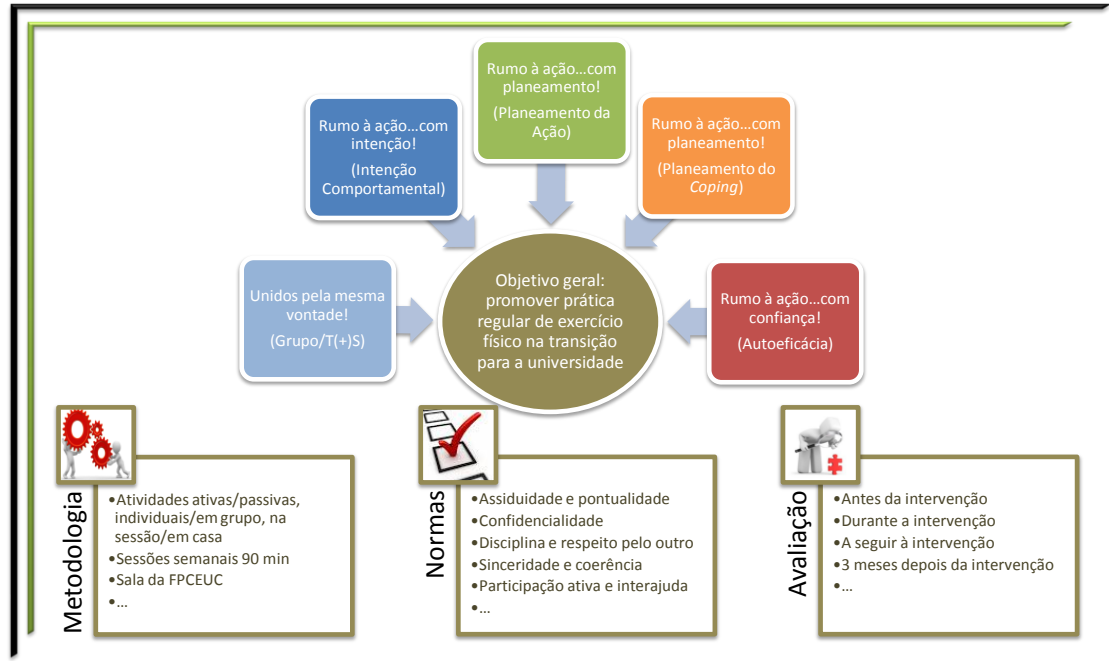 Rumo à ação...com
planeamento!
(Planeamento da
Ação)
Rumo à ação...com
intenção!
(Intenção
Comportamental)
Rumo à ação...com
planeamento!
(Planeamento do
Coping)
Unidos pela mesma
vontade!
(Grupo/T(+)S)
Objetivo geral:
promover prática
regular de exercício
físico na transição
para a universidade
Rumo à ação...com
confiança!
(Autoeficácia)
Metodologia
•Atividades ativas/passivas,
individuais/em grupo, na
sessão/em casa
•Sessões semanais 90 min
•Sala da FPCEUC
•...
Normas
•Assiduidade e pontualidade
•Confidencialidade
•Disciplina e respeito pelo outro
•Sinceridade e coerência
•Participação ativa e interajuda
•...
Avaliação
•Antes da intervenção
•Durante a intervenção
•A seguir à intervenção
•3 meses depois da intervenção
•...